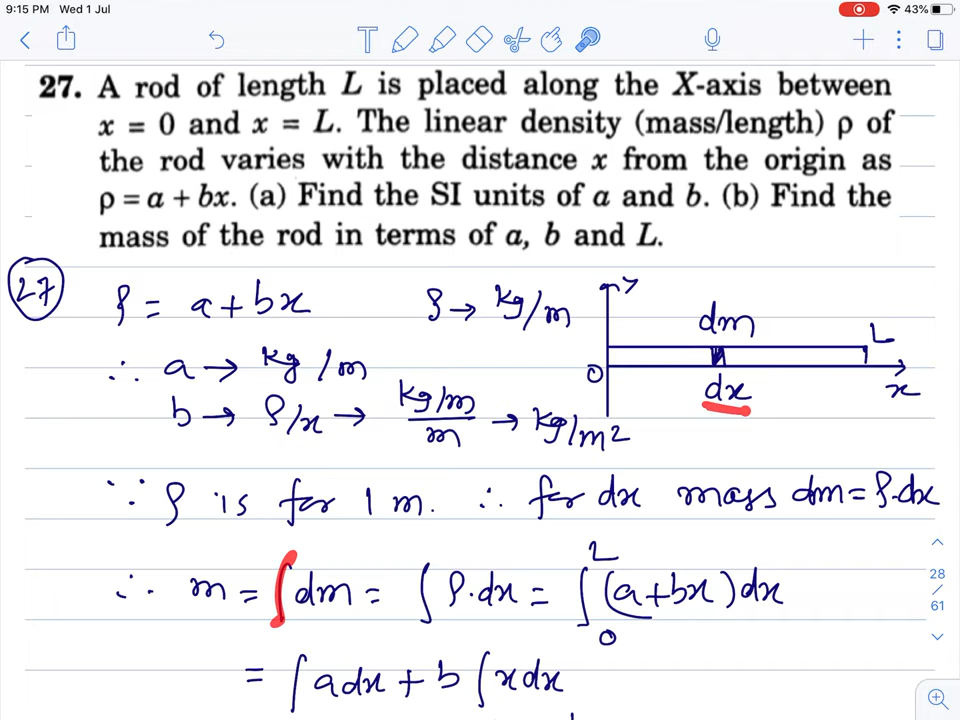 9:15 PM Wed 1 Jul 43%
27. A rod of length L is placed along the X-axis between
x = 0 and x = L. The linear density (mass/length) ρ of
the rod varies with the distance x from the origin as
ρ = a + bx. (a) Find the SI units of a and b. (b) Find the
mass of the rod in terms of a, b and L.
27 ρ = a + bx ρ → kg/m
y
dm
L
∴ a → kg/m
0 dx x
b → ρ/x → kg/m / m → kg/m²
∵ ρ is for 1 m. ∴ for dx mass dm = ρ.dx
∴ m = ∫dm = ∫ρ.dx = ∫₀ᴸ(a+bx)dx
= ∫adx + b∫xdx
28
/
61